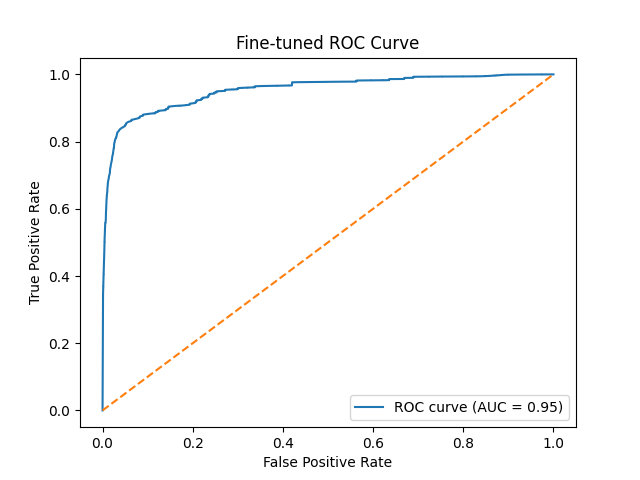 Fine-tuned ROC Curve
True Positive Rate
1.0
0.8
0.6
0.4
0.2
0.0
ROC curve (AUC = 0.95)
0.0 0.2 0.4 0.6 0.8 1.0
False Positive Rate